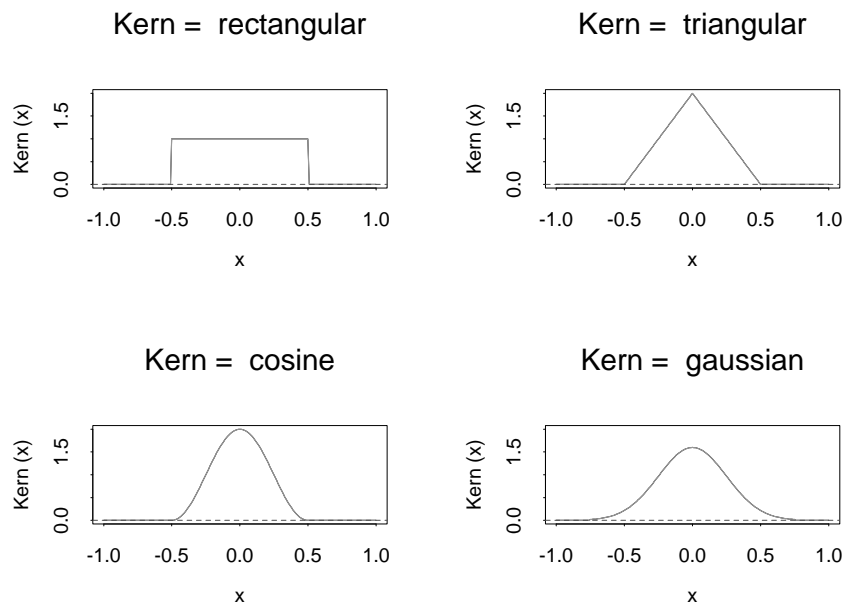 Kern = rectangular
Kern (x)
1.5
0.0
-1.0 -0.5 0.0 0.5 1.0
x
Kern = triangular
Kern (x)
1.5
0.0
-1.0 -0.5 0.0 0.5 1.0
x
Kern = cosine
Kern (x)
1.5
0.0
-1.0 -0.5 0.0 0.5 1.0
x
Kern = gaussian
Kern (x)
1.5
0.0
-1.0 -0.5 0.0 0.5 1.0
x